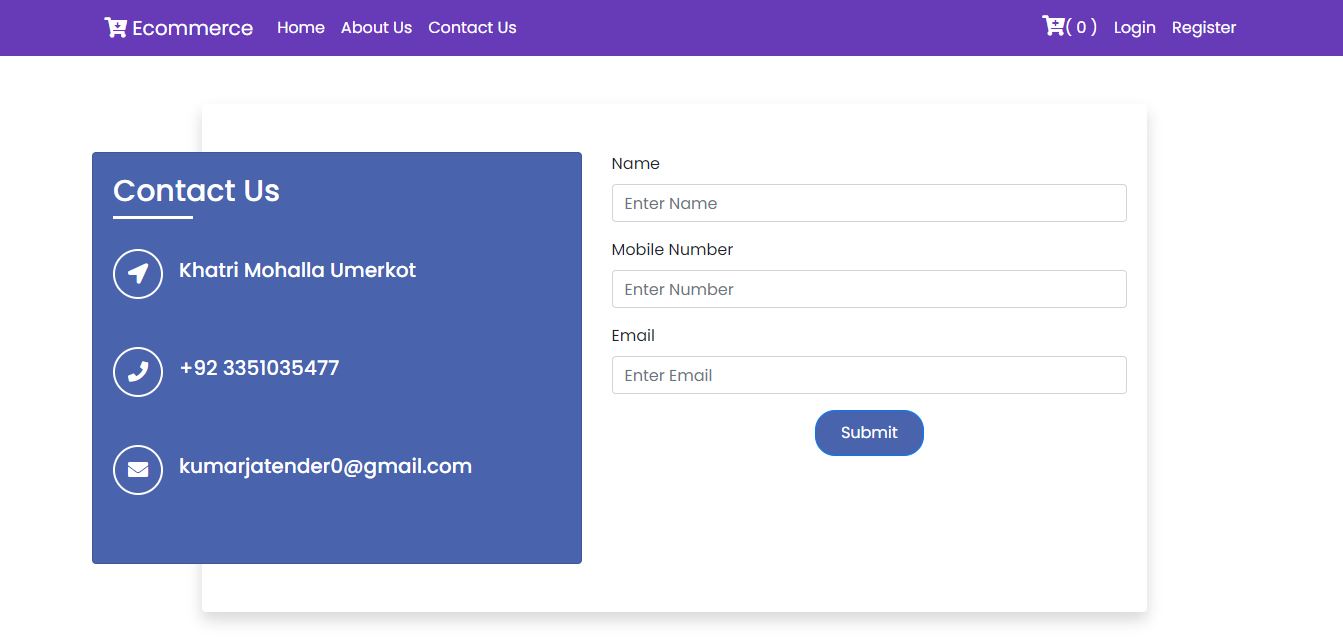 Ecommerce Home About Us Contact Us ( 0 ) Login Register
Contact Us
Khatri Mohalla Umerkot
+92 3351035477
kumarjatender0@gmail.com
Name
Enter Name
Mobile Number
Enter Number
Email
Enter Email
Submit